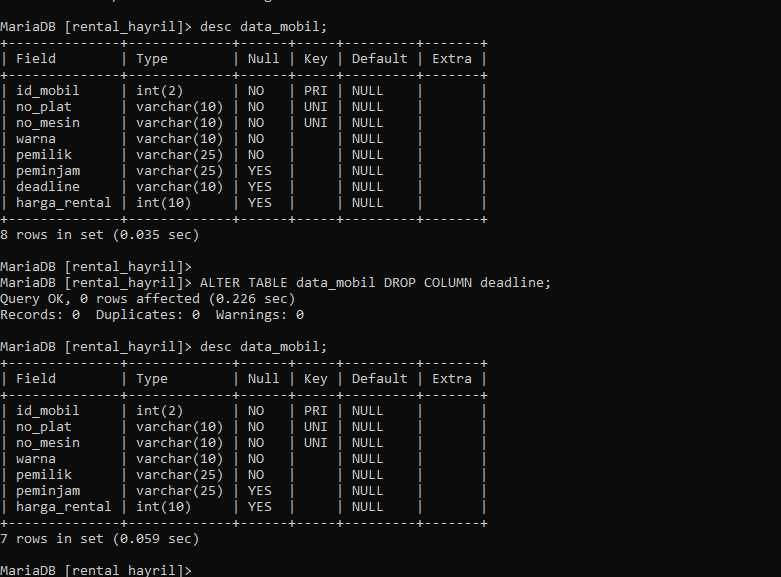 MariaDB [rental_hayril]> desc data_mobil;
+--------------+-------------+------+-----+---------+-------+
| Field        | Type        | Null | Key | Default | Extra |
+--------------+-------------+------+-----+---------+-------+
| id_mobil     | int(2)      | NO   | PRI | NULL    |       |
| no_plat      | varchar(10) | NO   | UNI | NULL    |       |
| no_mesin     | varchar(10) | NO   | UNI | NULL    |       |
| warna        | varchar(10) | NO   |     | NULL    |       |
| pemilik      | varchar(25) | NO   |     | NULL    |       |
| peminjam     | varchar(25) | YES  |     | NULL    |       |
| deadline     | varchar(10) | YES  |     | NULL    |       |
| harga_rental | int(10)     | YES  |     | NULL    |       |
+--------------+-------------+------+-----+---------+-------+
8 rows in set (0.035 sec)
MariaDB [rental_hayril]>
MariaDB [rental_hayril]> ALTER TABLE data_mobil DROP COLUMN deadline;
Query OK, 0 rows affected (0.226 sec)
Records: 0  Duplicates: 0  Warnings: 0
MariaDB [rental_hayril]> desc data_mobil;
+--------------+-------------+------+-----+---------+-------+
| Field        | Type        | Null | Key | Default | Extra |
+--------------+-------------+------+-----+---------+-------+
| id_mobil     | int(2)      | NO   | PRI | NULL    |       |
| no_plat      | varchar(10) | NO   | UNI | NULL    |       |
| no_mesin     | varchar(10) | NO   | UNI | NULL    |       |
| warna        | varchar(10) | NO   |     | NULL    |       |
| pemilik      | varchar(25) | NO   |     | NULL    |       |
| peminjam     | varchar(25) | YES  |     | NULL    |       |
| harga_rental | int(10)     | YES  |     | NULL    |       |
+--------------+-------------+------+-----+---------+-------+
7 rows in set (0.059 sec)
MariaDB [rental_hayril]>